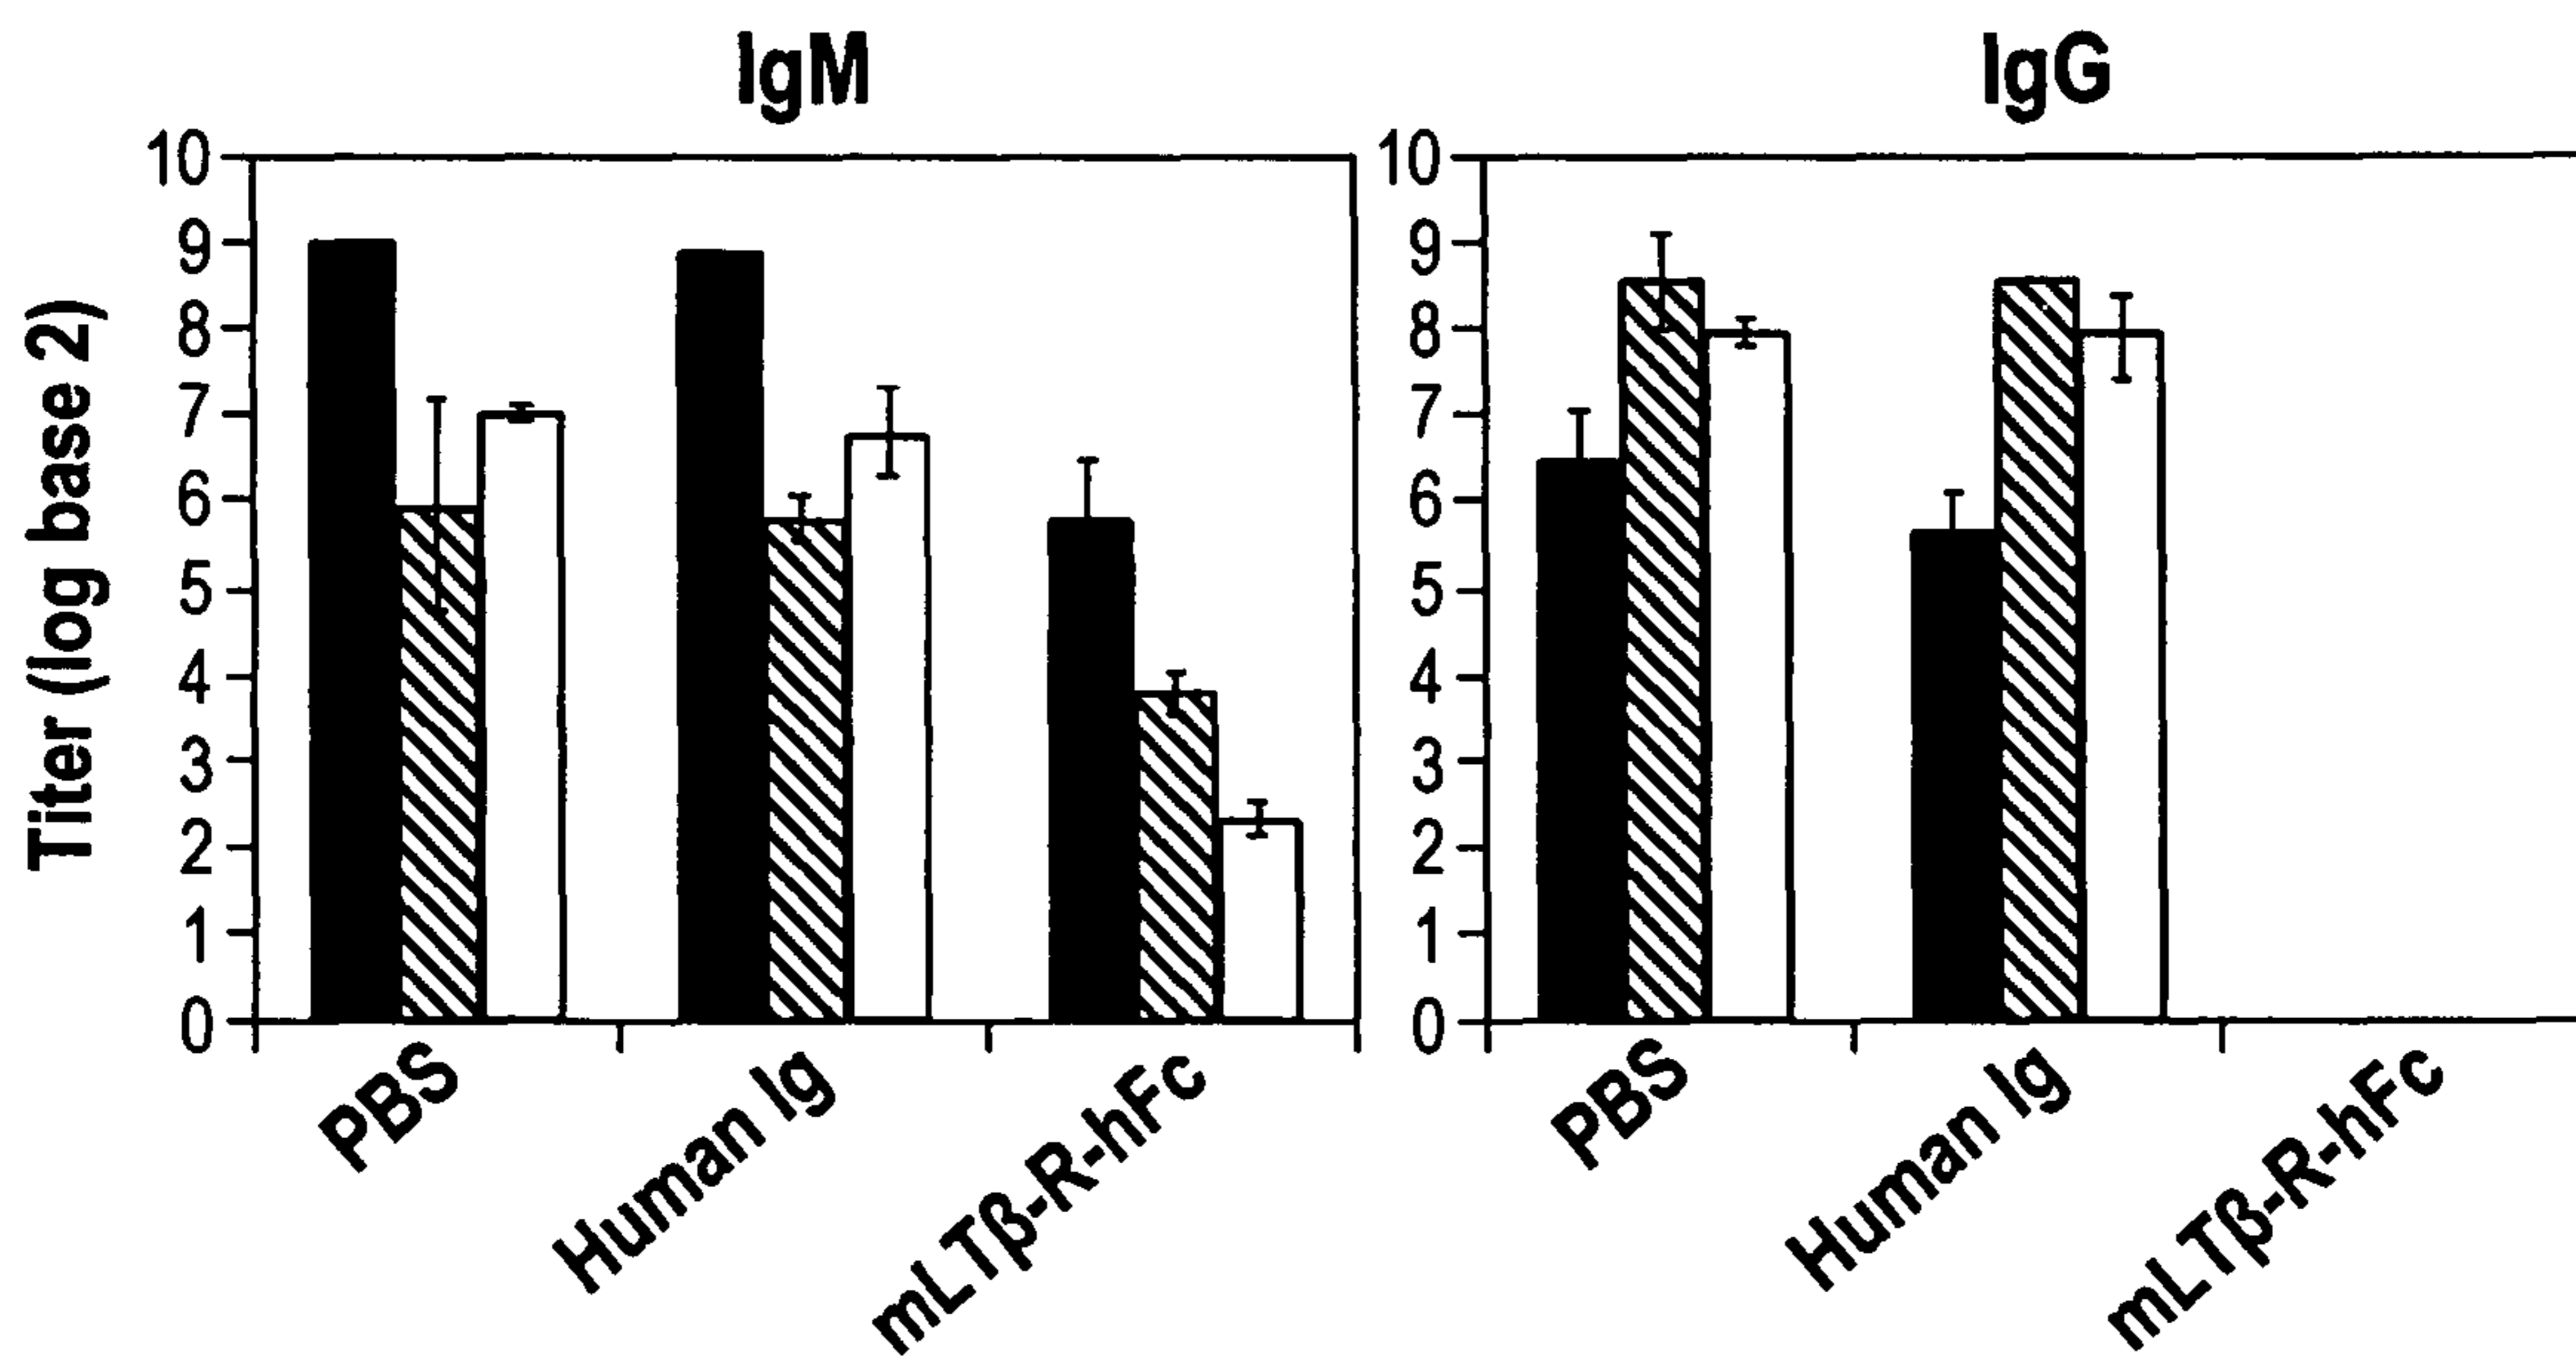 IgM
Titer (log base 2)
10
9
8
7
6
5
4
3
2
1
0
PBS
Human Ig
mLTβ-R-hFc
IgG
10
9
8
7
6
5
4
3
2
1
0
PBS
Human Ig
mLTβ-R-hFc